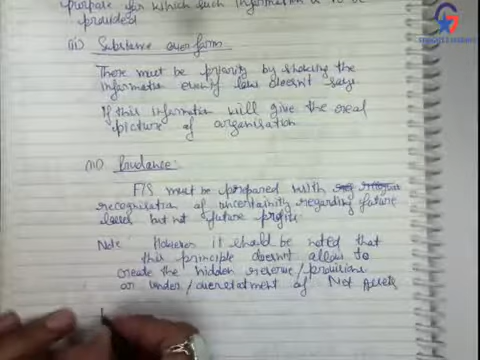 purpose for which such information is to be
provided
(ii) Substance over form
There must be priority by showing the
information even if law doesn't says
If this information will give the real
picture of organisation
(iii) Prudance:
F/S must be prepared with
recognisation of uncertainity regarding future
losses but not future profits
Note However it should be noted that
this principle doesn't allow to
create the hidden reserve/provisions
or under/overstatment of Net Assets